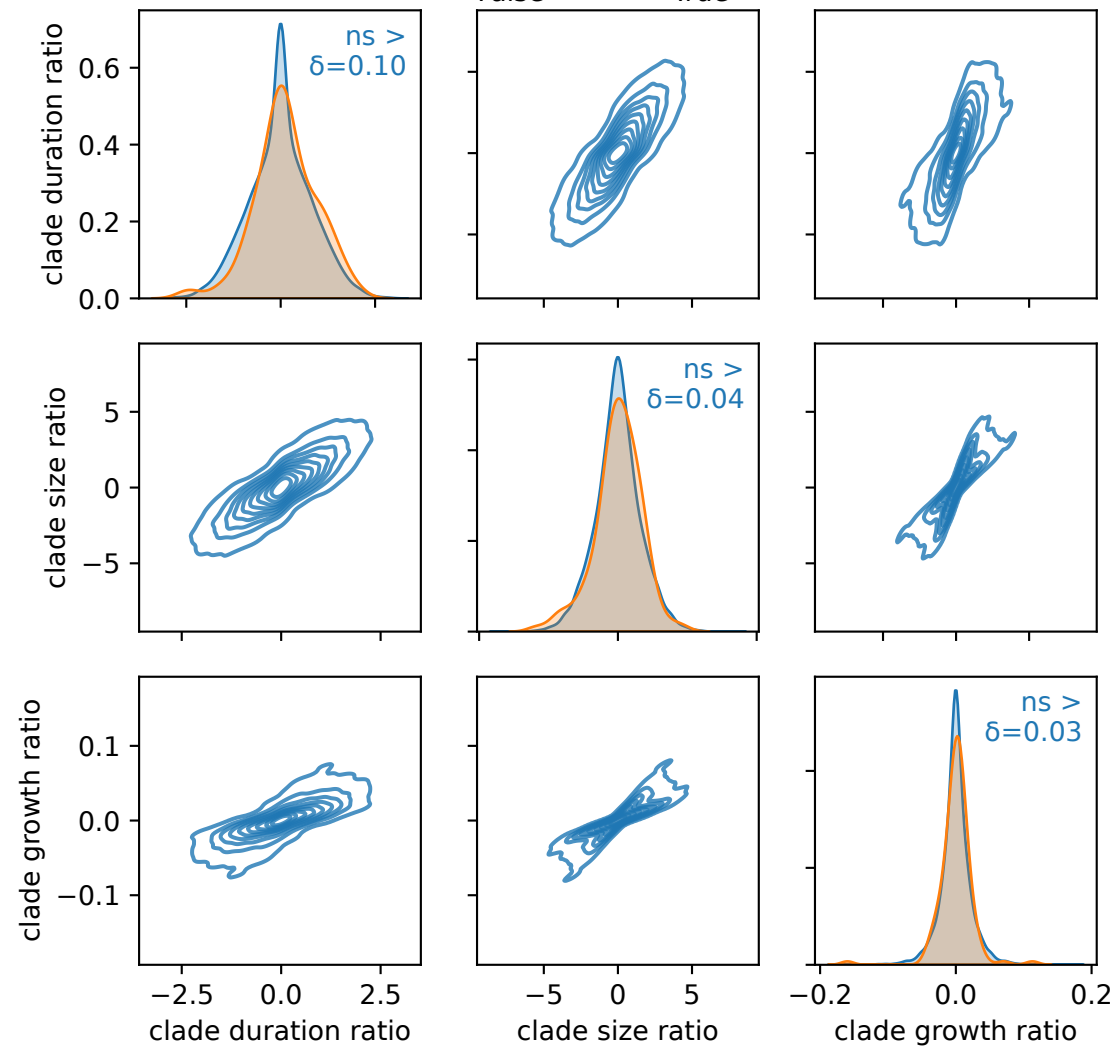 clade duration ratio
0.6
0.4
0.2
0.0
ns >
δ=0.10
clade size ratio
5
0
−5
ns >
δ=0.04
clade growth ratio
0.1
0.0
−0.1
ns >
δ=0.03
−2.5
0.0
2.5
−5
0
5
−0.2
0.0
0.2
clade duration ratio
clade size ratio
clade growth ratio